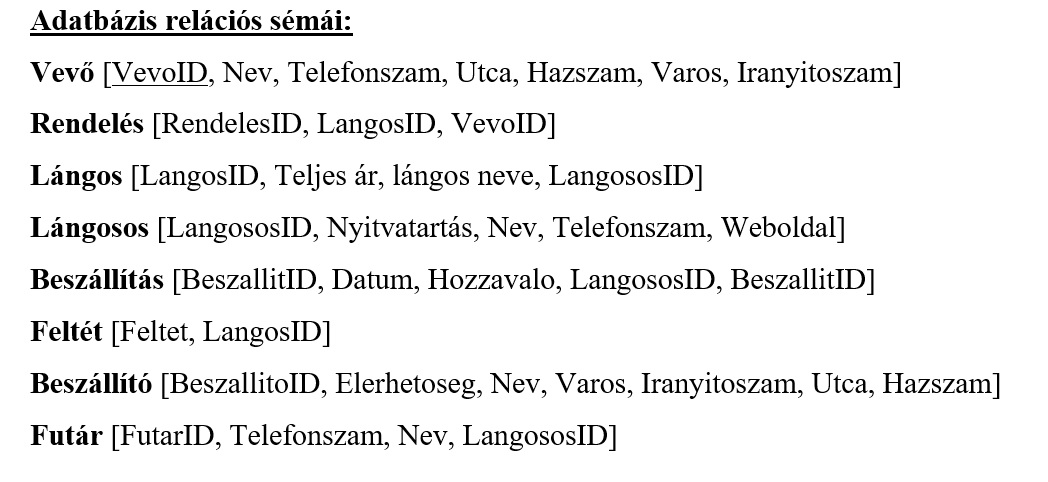 Adatbázis relációs sémái:
Vevő [VevoID, Nev, Telefonszam, Utca, Hazszam, Varos, Iranyitoszam]
Rendelés [RendelesID, LangosID, VevoID]
Lángos [LangosID, Teljes ár, lángos neve, LangososID]
Lángosos [LangososID, Nyitvatartás, Nev, Telefonszam, Weboldal]
Beszállítás [BeszallitID, Datum, Hozzavalo, LangososID, BeszallitID]
Feltét [Feltet, LangosID]
Beszállító [BeszallitoID, Elerhetoseg, Nev, Varos, Iranyitoszam, Utca, Hazszam]
Futár [FutarID, Telefonszam, Nev, LangososID]